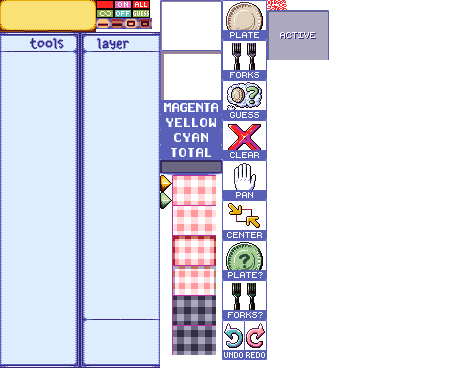 ON ALL
GO OFF GUESS
tools layer
MAGENTA
YELLOW
CYAN
TOTAL
PLATE
FORKS
GUESS
?
CLEAR
PAN
CENTER
?
PLATE?
FORKS?
UNDO REDO
ACTIVE